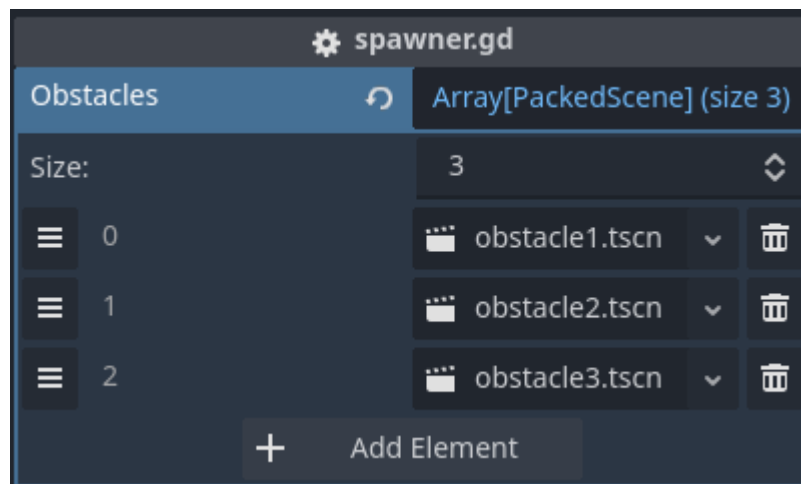 spawner.gd
Obstacles Array[PackedScene] (size 3)
Size: 3
0 obstacle1.tscn
1 obstacle2.tscn
2 obstacle3.tscn
+ Add Element